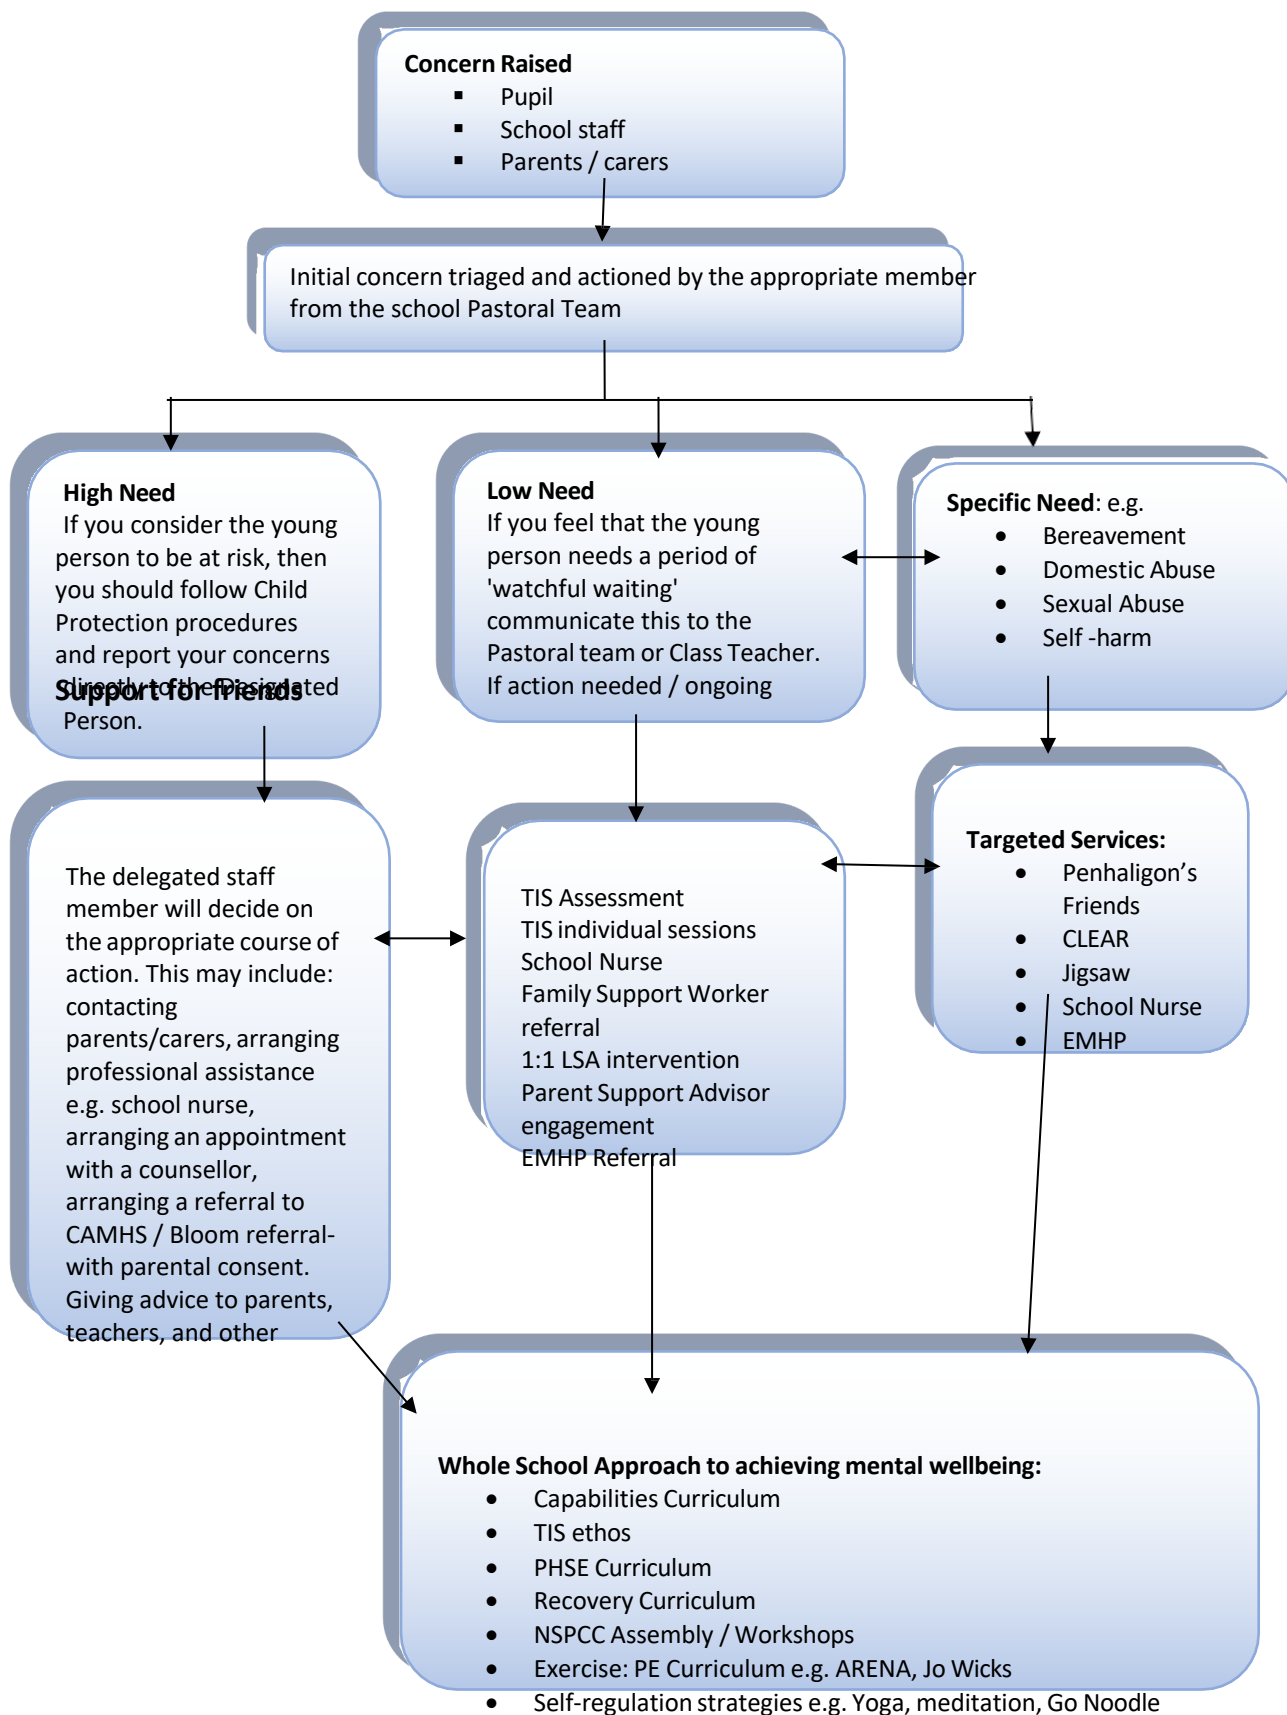 Concern Raised
▪ Pupil
▪ School staff
▪ Parents / carers
Initial concern triaged and actioned by the appropriate member
from the school Pastoral Team
High Need
If you consider the young
person to be at risk, then
you should follow Child
Protection procedures
and report your concerns
directly to the Designated
Support for friends
Person.
Low Need
If you feel that the young
person needs a period of
'watchful waiting'
communicate this to the
Pastoral team or Class Teacher.
If action needed / ongoing
Specific Need: e.g.
• Bereavement
• Domestic Abuse
• Sexual Abuse
• Self -harm
The delegated staff
member will decide on
the appropriate course of
action. This may include:
contacting
parents/carers, arranging
professional assistance
e.g. school nurse,
arranging an appointment
with a counsellor,
arranging a referral to
CAMHS / Bloom referral-
with parental consent.
Giving advice to parents,
teachers, and other
TIS Assessment
TIS individual sessions
School Nurse
Family Support Worker
referral
1:1 LSA intervention
Parent Support Advisor
engagement
EMHP Referral
Targeted Services:
• Penhaligon’s
Friends
• CLEAR
• Jigsaw
• School Nurse
• EMHP
Whole School Approach to achieving mental wellbeing:
• Capabilities Curriculum
• TIS ethos
• PHSE Curriculum
• Recovery Curriculum
• NSPCC Assembly / Workshops
• Exercise: PE Curriculum e.g. ARENA, Jo Wicks
• Self-regulation strategies e.g. Yoga, meditation, Go Noodle